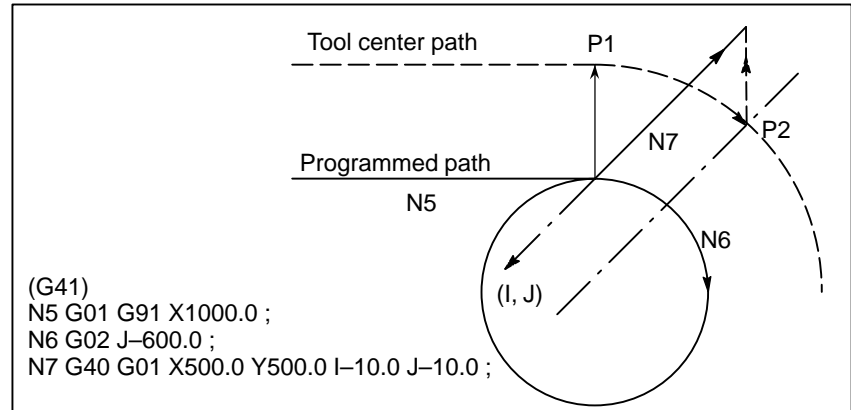 Tool center path
P1
P2
N7
Programmed path
N5
N6
(I, J)
(G41)
N5 G01 G91 X1000.0 ;
N6 G02 J–600.0 ;
N7 G40 G01 X500.0 Y500.0 I–10.0 J–10.0 ;